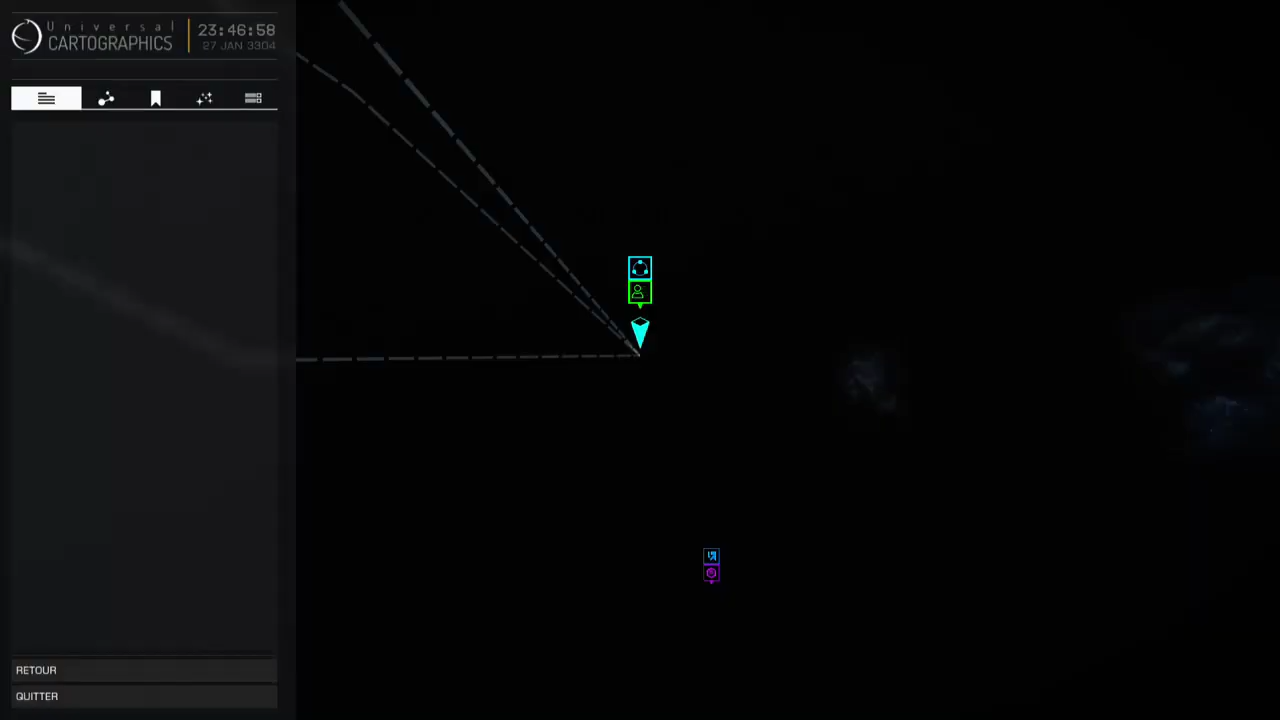 Universal
CARTOGRAPHICS
23:46:58
27 JAN 3304
RETOUR
QUITTER